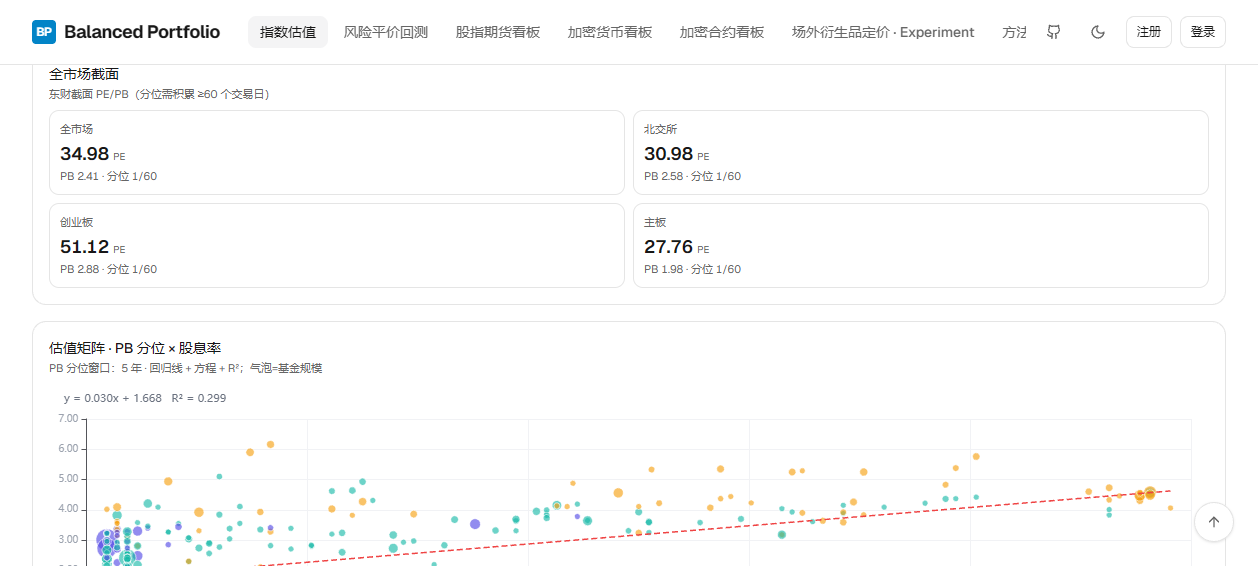 BP Balanced Portfolio 指数估值 风险平价回测 股指期货看板 加密货币看板 加密合约看板 场外衍生品定价 · Experiment 方法 注册 登录
全市场截面
东财截面 PE/PB（分位需积累 ≥60 个交易日）
全市场
34.98 PE
PB 2.41 · 分位 1/60
北交所
30.98 PE
PB 2.58 · 分位 1/60
创业板
51.12 PE
PB 2.88 · 分位 1/60
主板
27.76 PE
PB 1.98 · 分位 1/60
估值矩阵 · PB 分位 × 股息率
PB 分位窗口：5 年 · 回归线 + 方程 + R²；气泡=基金规模
y = 0.030x + 1.668 R² = 0.299
7.00
6.00
5.00
4.00
3.00